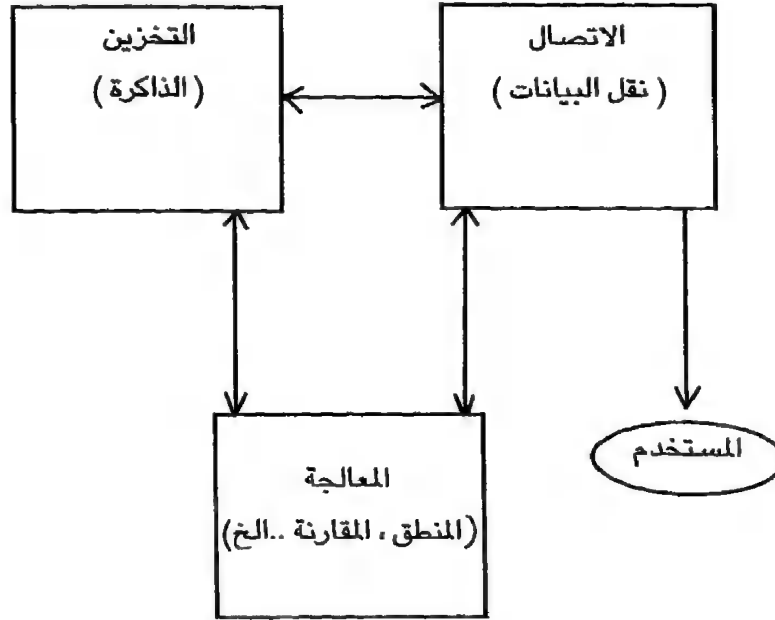 الاتصال
( نقل البيانات )
التخزين
( الذاكرة )
المستخدم
المعالجة
(المنطق ، المقارنة ..الخ)